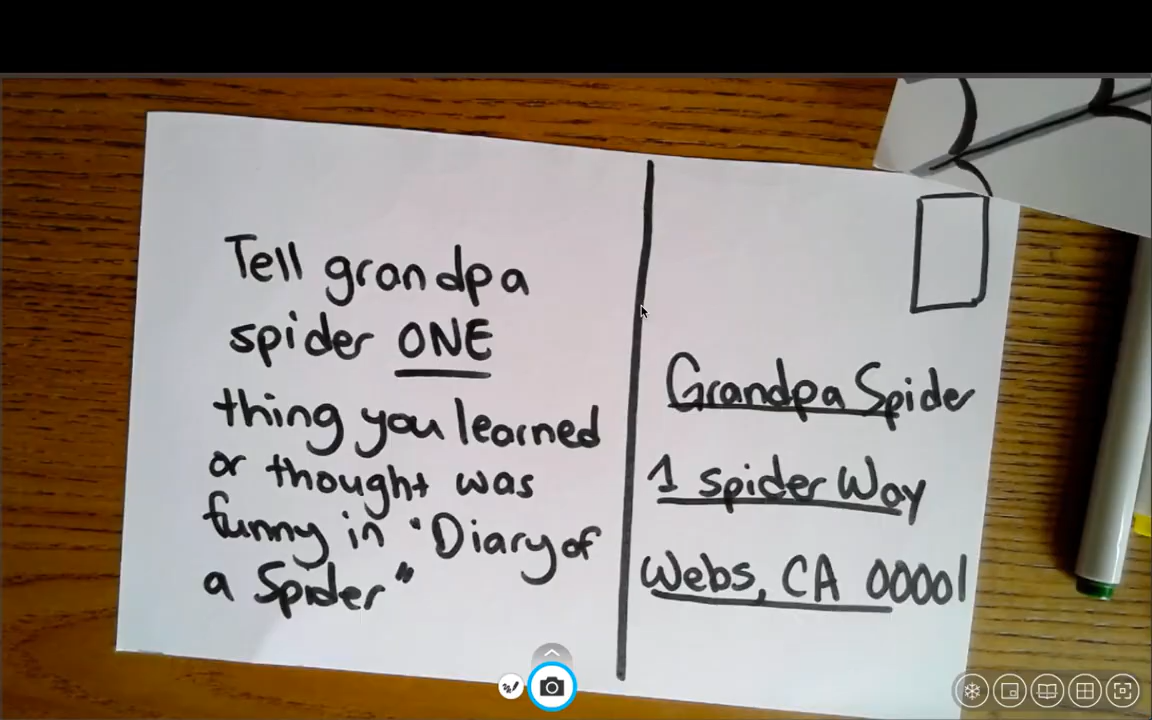 Tell grandpa
spider ONE
thing you learned
or thought was
funny in "Diary of
a Spider"
Grandpa Spider
1 spider Way
Webs, CA 00001